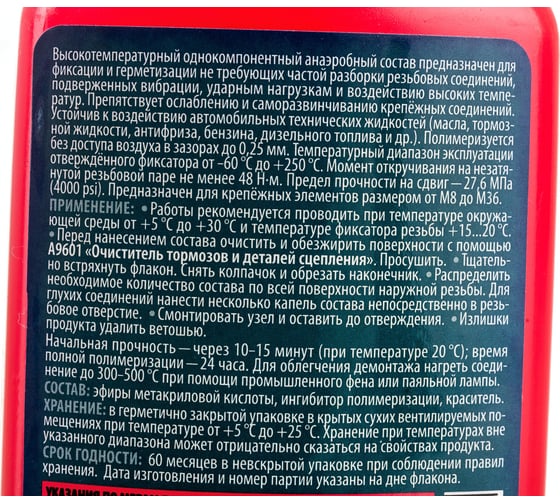 Высокотемпературный однокомпонентный анаэробный состав предназначен для
фиксации и герметизации не требующих частой разборки резьбовых соединений,
подверженных вибрации, ударным нагрузкам и воздействию высоких темпе-
ратур. Препятствует ослаблению и саморазвинчиванию крепёжных соединений.
Устойчив к воздействию автомобильных технических жидкостей (масла, тормоз-
ной жидкости, антифриза, бензина, дизельного топлива и др.). Полимеризуется
без доступа воздуха в зазорах до 0,25 мм. Температурный диапазон эксплуатации
отверждённого фиксатора от –60 °С до +250 °С. Момент откручивания на незатя-
нутой резьбовой паре не менее 48 Н·м. Предел прочности на сдвиг — 27,6 МПа
(4000 psi). Предназначен для крепёжных элементов размером от М8 до М36.
ПРИМЕНЕНИЕ: • Работы рекомендуется проводить при температуре окружа-
ющей среды от +5 °С до +30 °С и температуре фиксатора резьбы +15...20 °С.
• Перед нанесением состава очистить и обезжирить поверхности с помощью
А9601 «Очиститель тормозов и деталей сцепления». Просушить. • Тщатель-
но встряхнуть флакон. Снять колпачок и обрезать наконечник. • Распределить
необходимое количество состава по всей поверхности наружной резьбы. Для
глухих соединений нанести несколько капель состава непосредственно в резь-
бовое отверстие. • Смонтировать узел и оставить до отверждения. • Излишки
продукта удалить ветошью.
Начальная прочность — через 10–15 минут (при температуре 20 °С); время
полной полимеризации — 24 часа. Для облегчения демонтажа нагреть соеди-
нение до 300–500 °С при помощи промышленного фена или паяльной лампы.
СОСТАВ: эфиры метакриловой кислоты, ингибитор полимеризации, краситель.
ХРАНЕНИЕ: в герметично закрытой упаковке в крытых сухих вентилируемых по-
мещениях при температуре от +5 °С до +25 °С. Хранение при температурах вне
указанного диапазона может отрицательно сказаться на свойствах продукта.
СРОК ГОДНОСТИ: 60 месяцев в невскрытой упаковке при соблюдении правил
хранения. Дата изготовления и номер партии указаны на дне флакона.